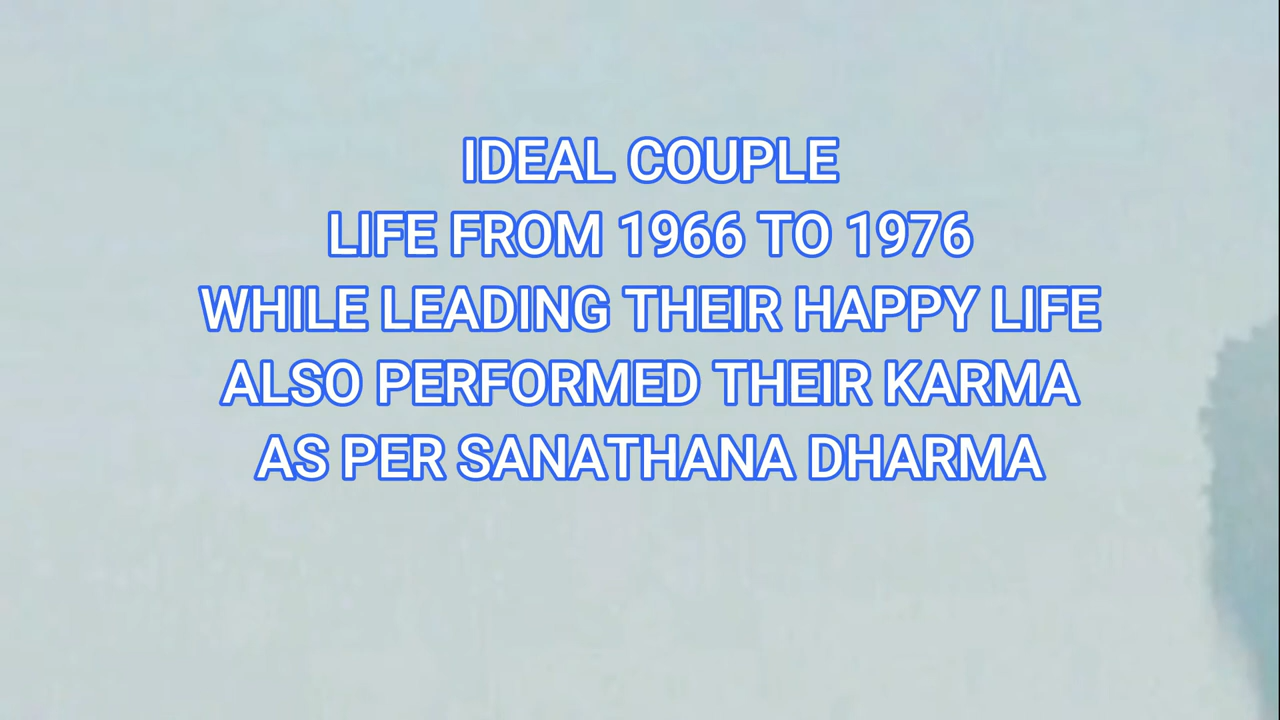 IDEAL COUPLE
LIFE FROM 1966 TO 1976
WHILE LEADING THEIR HAPPY LIFE
ALSO PERFORMED THEIR KARMA
AS PER SANATHANA DHARMA